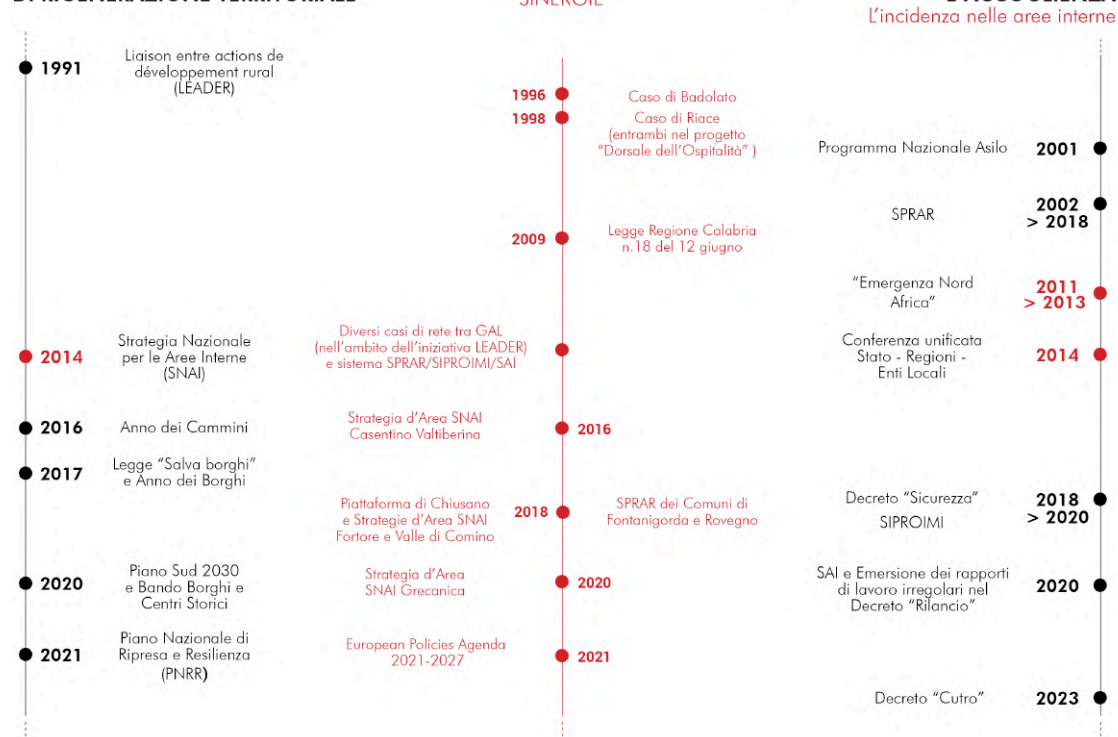 DI RIGENERAZIONE TERRITORIALE
SINERGIE
L'incidenza nelle aree interne
1991
Liaison entre actions de
développement rural
(LEADER)
2014
Strategia Nazionale
per le Aree Interne
(SNAI)
2016
Anno dei Cammini
2017
Legge "Salva borghi"
e Anno dei Borghi
2020
Piano Sud 2030
e Bando Borghi e
Centri Storici
2021
Piano Nazionale di
Ripresa e Resilienza
(PNRR)
1996
Caso di Badolato
1998
Caso di Riace
(entrambi nel progetto
"Dorsale dell'Ospitalità" )
2009
Legge Regione Calabria
n.18 del 12 giugno
Diversi casi di rete tra GAL
(nell'ambito dell'iniziativa LEADER)
e sistema SPRAR/SIPROIMI/SAI
Strategia d'Area SNAI
Casentino Valtiberina
2016
Piattaforma di Chiusano
e Strategie d'Area SNAI
Fortore e Valle di Comino
2018
SPRAR dei Comuni di
Fontanigorda e Rovegno
Strategia d'Area
SNAI Grecanica
2020
European Policies Agenda
2021-2027
2021
Programma Nazionale Asilo
2001
SPRAR
2002
> 2018
"Emergenza Nord
Africa"
2011
> 2013
Conferenza unificata
Stato - Regioni -
Enti Locali
2014
Decreto "Sicurezza"
SIPROIMI
2018
> 2020
SAI e Emersione dei rapporti
di lavoro irregolari nel
Decreto "Rilancio"
2020
Decreto "Cutro"
2023